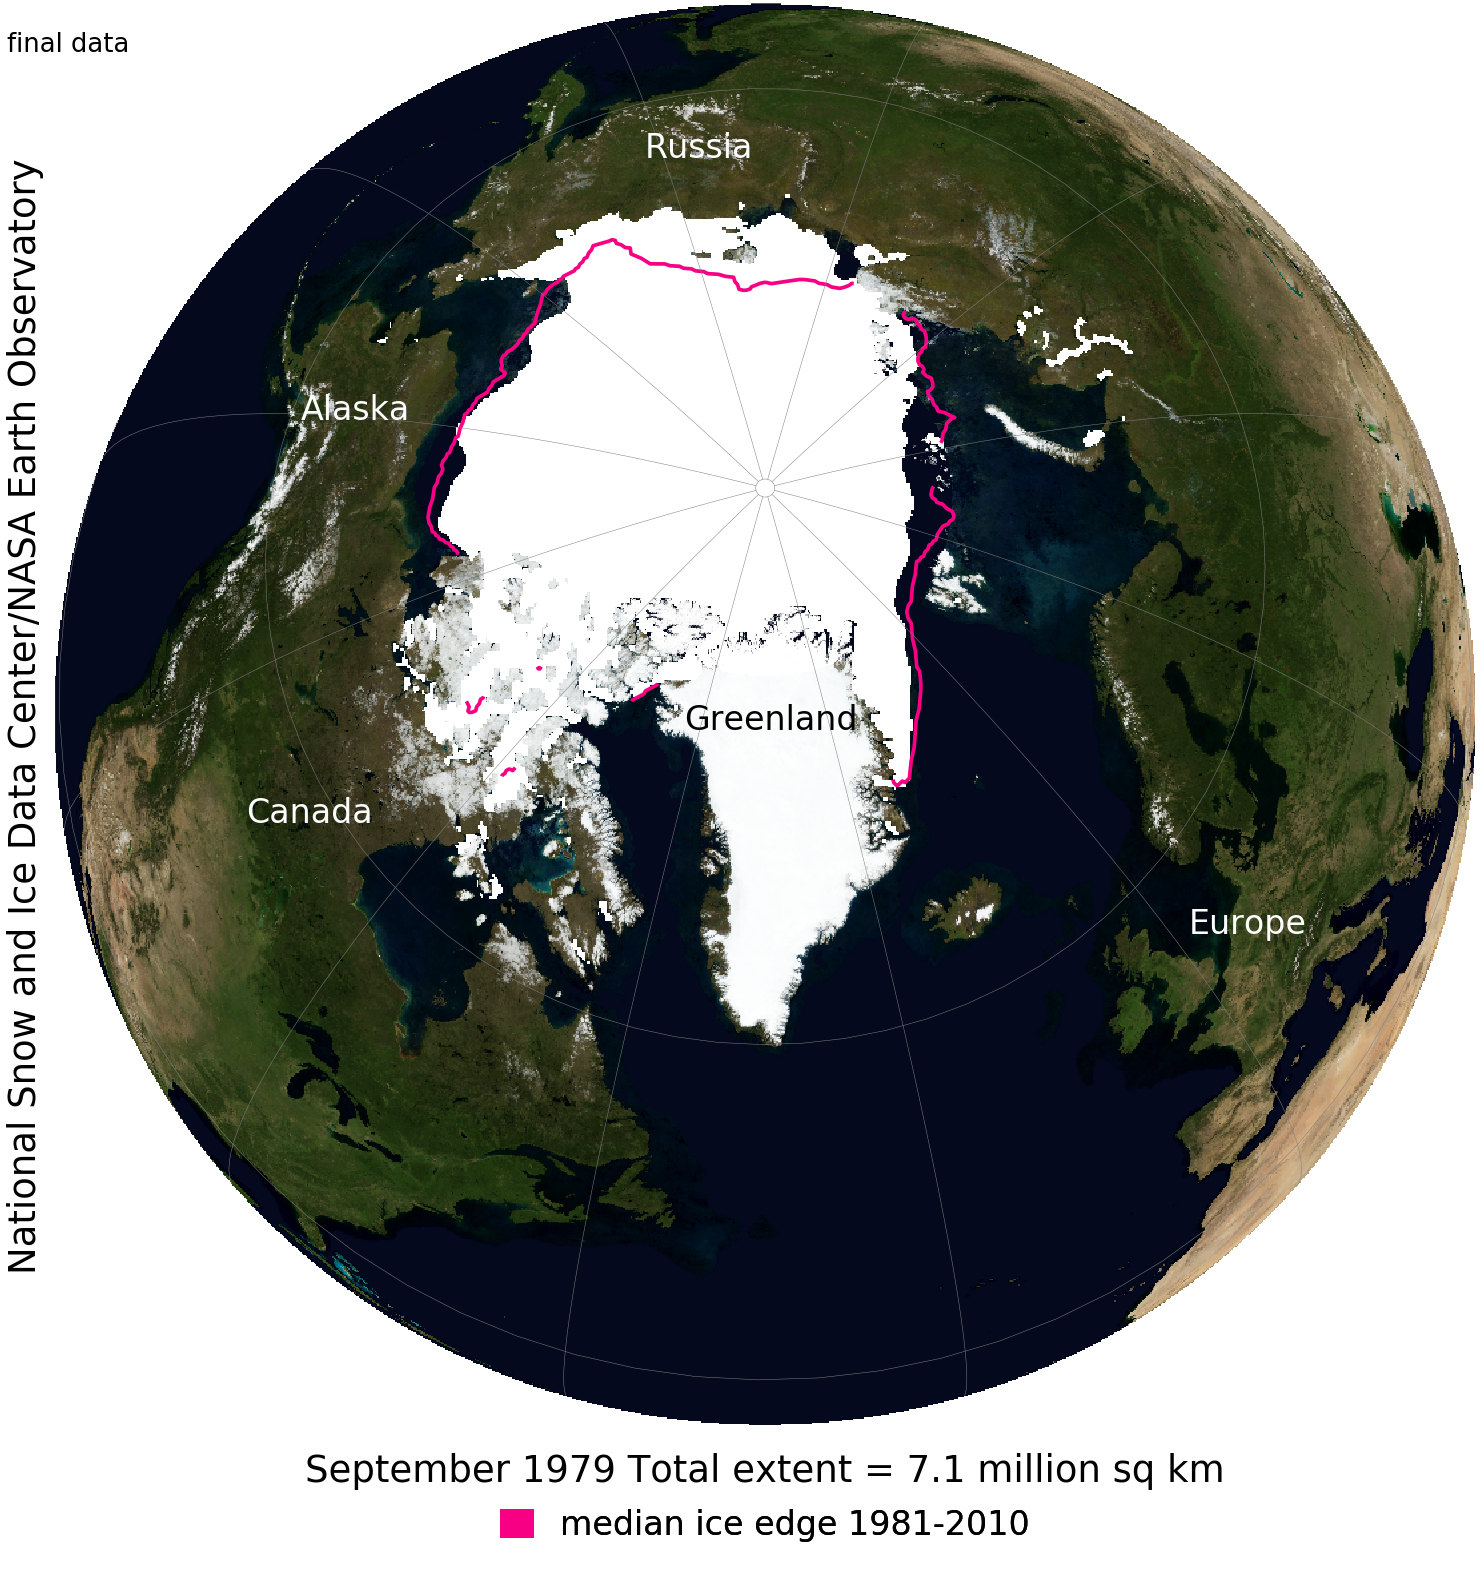 final data
National Snow and Ice Data Center/NASA Earth Observatory
Russia
Alaska
Greenland
Canada
Europe
September 1979 Total extent = 7.1 million sq km
median ice edge 1981-2010